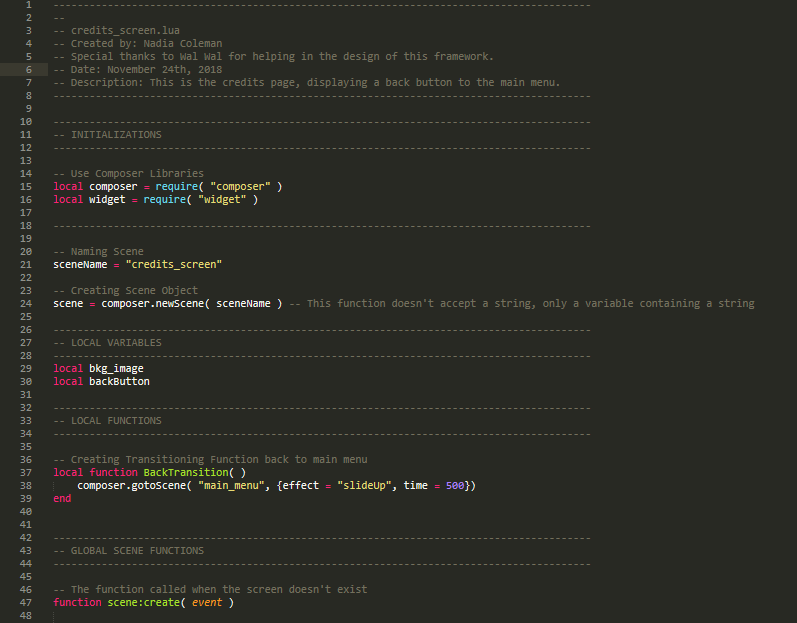 1 -----------------------------------------------------------------------------------------
2 --
3 -- credits_screen.lua
4 -- Created by: Nadia Coleman
5 -- Special thanks to Wal Wal for helping in the design of this framework.
6 -- Date: November 24th, 2018
7 -- Description: This is the credits page, displaying a back button to the main menu.
8 -----------------------------------------------------------------------------------------
9
10 -----------------------------------------------------------------------------------------
11 -- INITIALIZATIONS
12 -----------------------------------------------------------------------------------------
13
14 -- Use Composer Libraries
15 local composer = require( "composer" )
16 local widget = require( "widget" )
17
18 -----------------------------------------------------------------------------------------
19
20 -- Naming Scene
21 sceneName = "credits_screen"
22
23 -- Creating Scene Object
24 scene = composer.newScene( sceneName ) -- This function doesn't accept a string, only a variable containing a string
25
26 -----------------------------------------------------------------------------------------
27 -- LOCAL VARIABLES
28 -----------------------------------------------------------------------------------------
29 local bkg_image
30 local backButton
31
32 -----------------------------------------------------------------------------------------
33 -- LOCAL FUNCTIONS
34 -----------------------------------------------------------------------------------------
35
36 -- Creating Transitioning Function back to main menu
37 local function BackTransition( )
38     composer.gotoScene( "main_menu", {effect = "slideUp", time = 500})
39 end
40
41
42 -----------------------------------------------------------------------------------------
43 -- GLOBAL SCENE FUNCTIONS
44 -----------------------------------------------------------------------------------------
45
46 -- The function called when the screen doesn't exist
47 function scene:create( event )
48